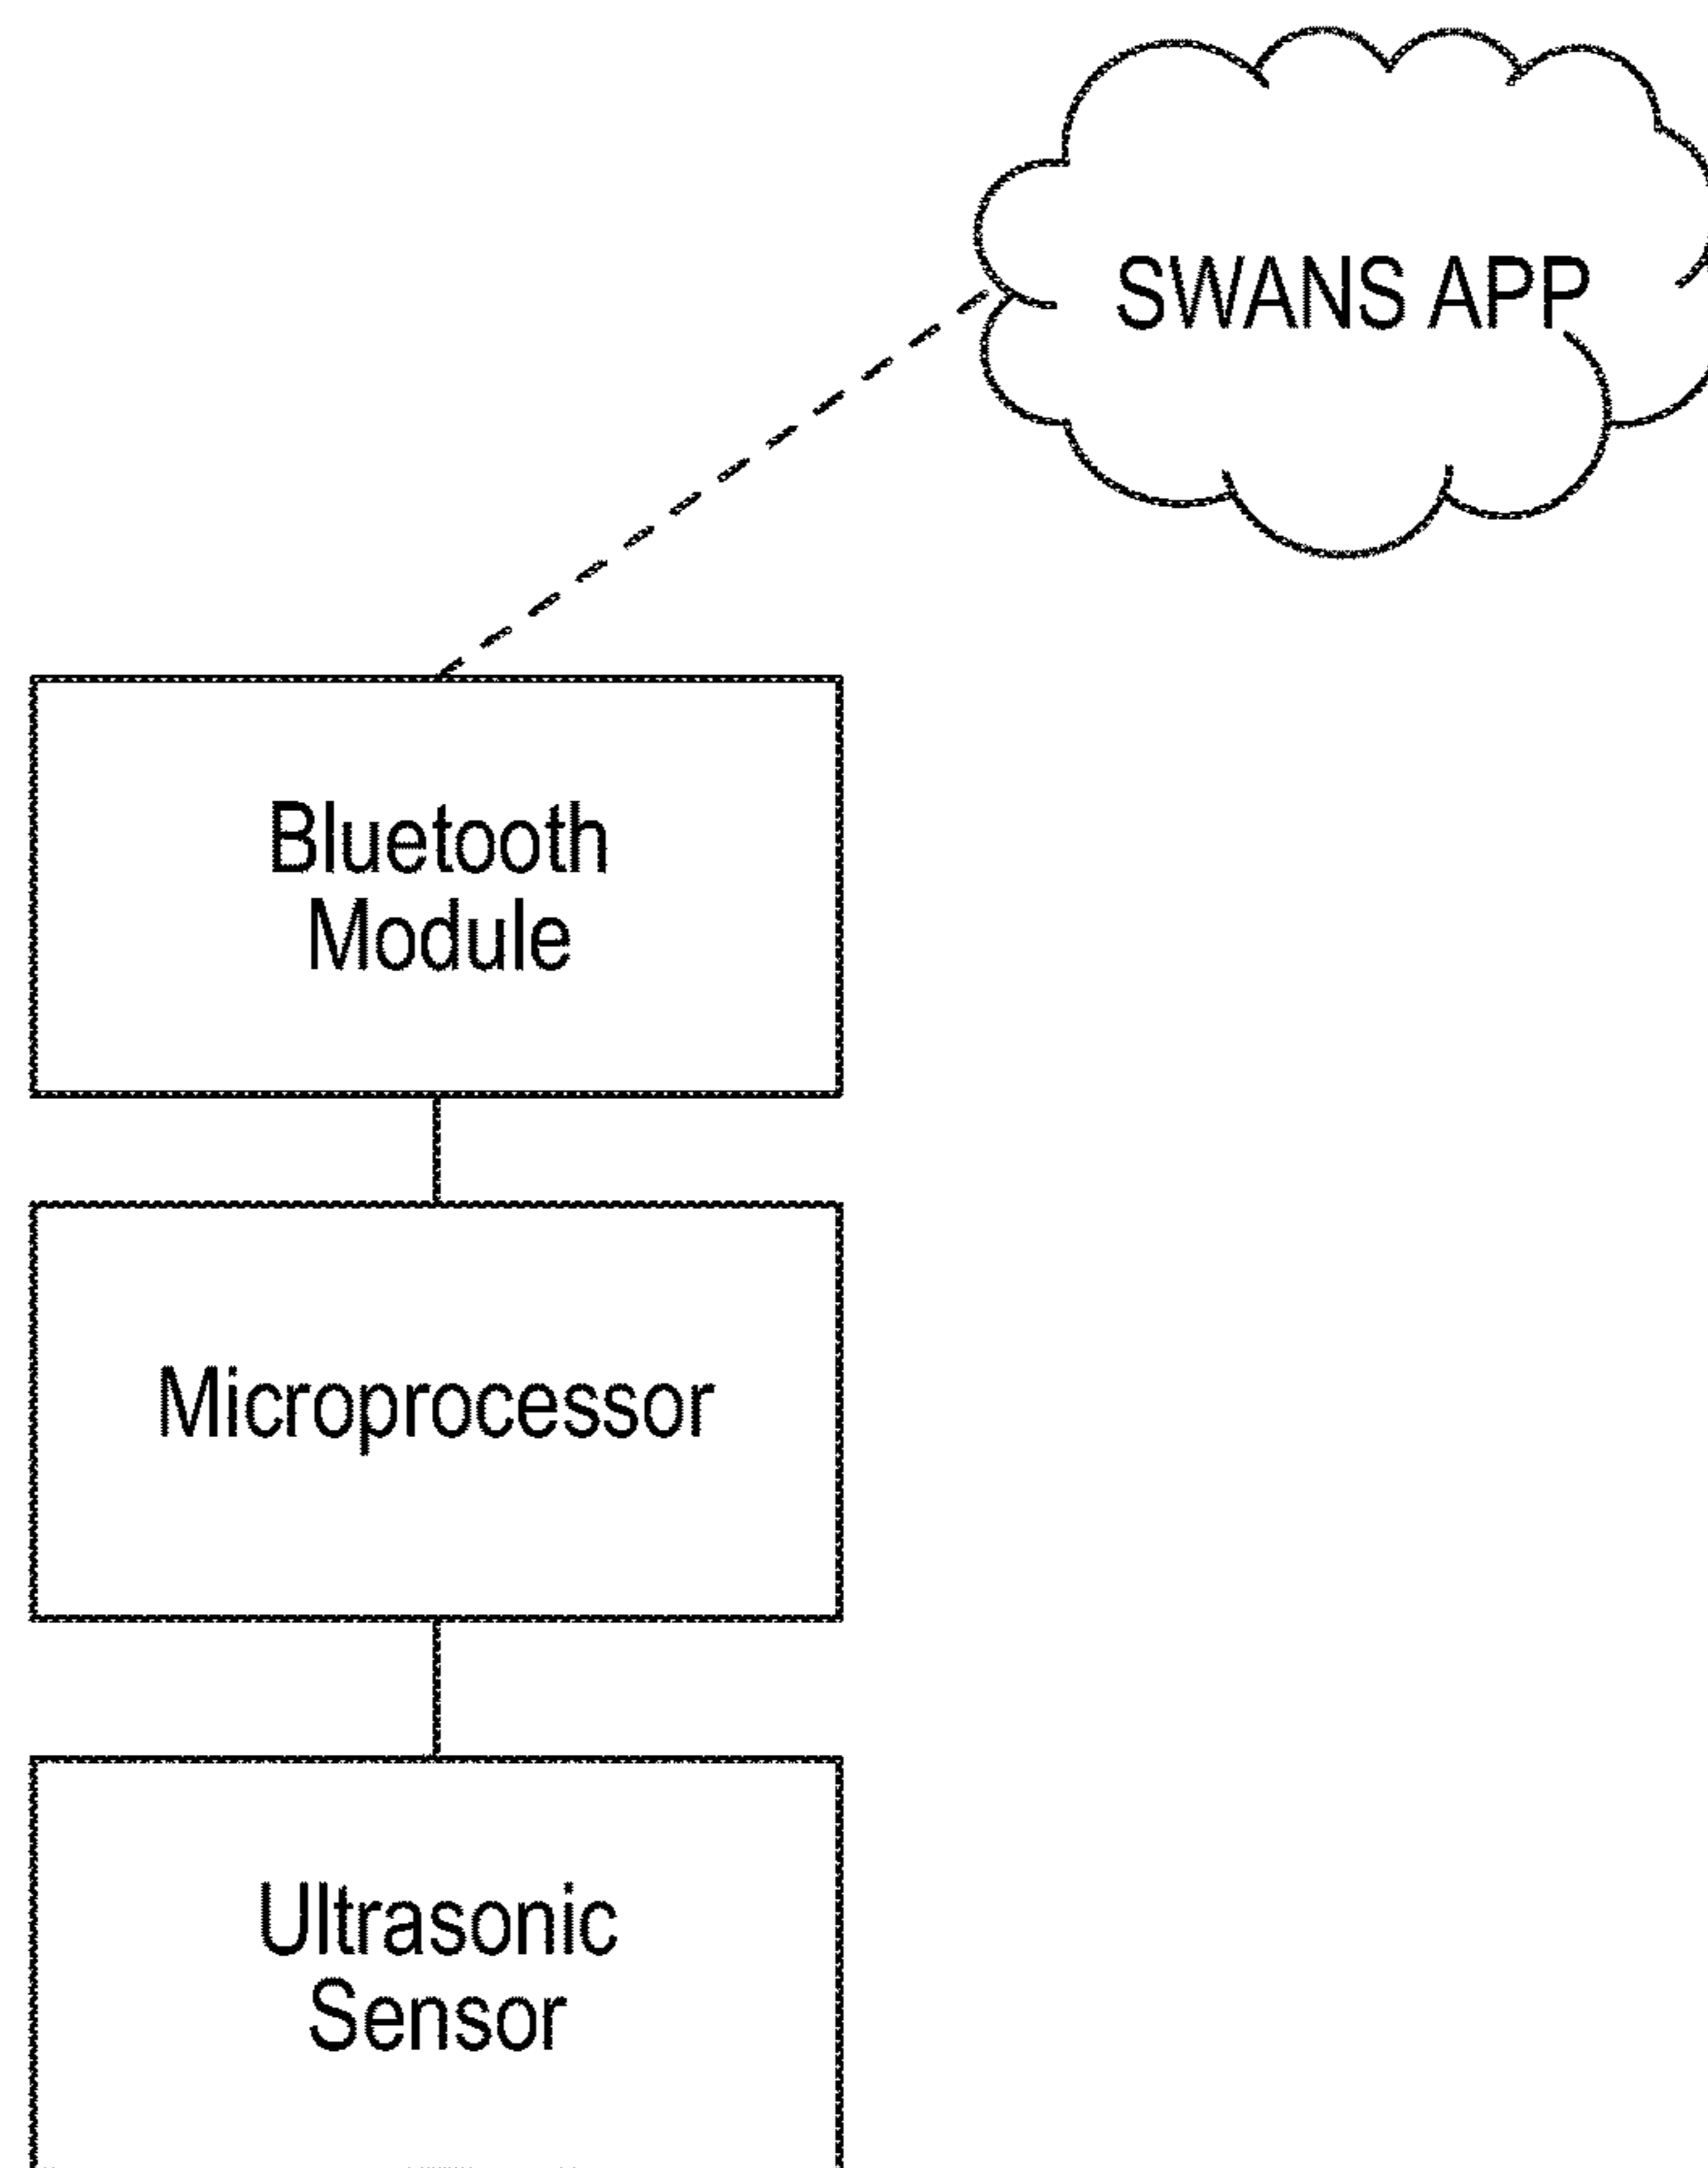 SWANS APP
Bluetooth
Module
Microprocessor
Ultrasonic
Sensor